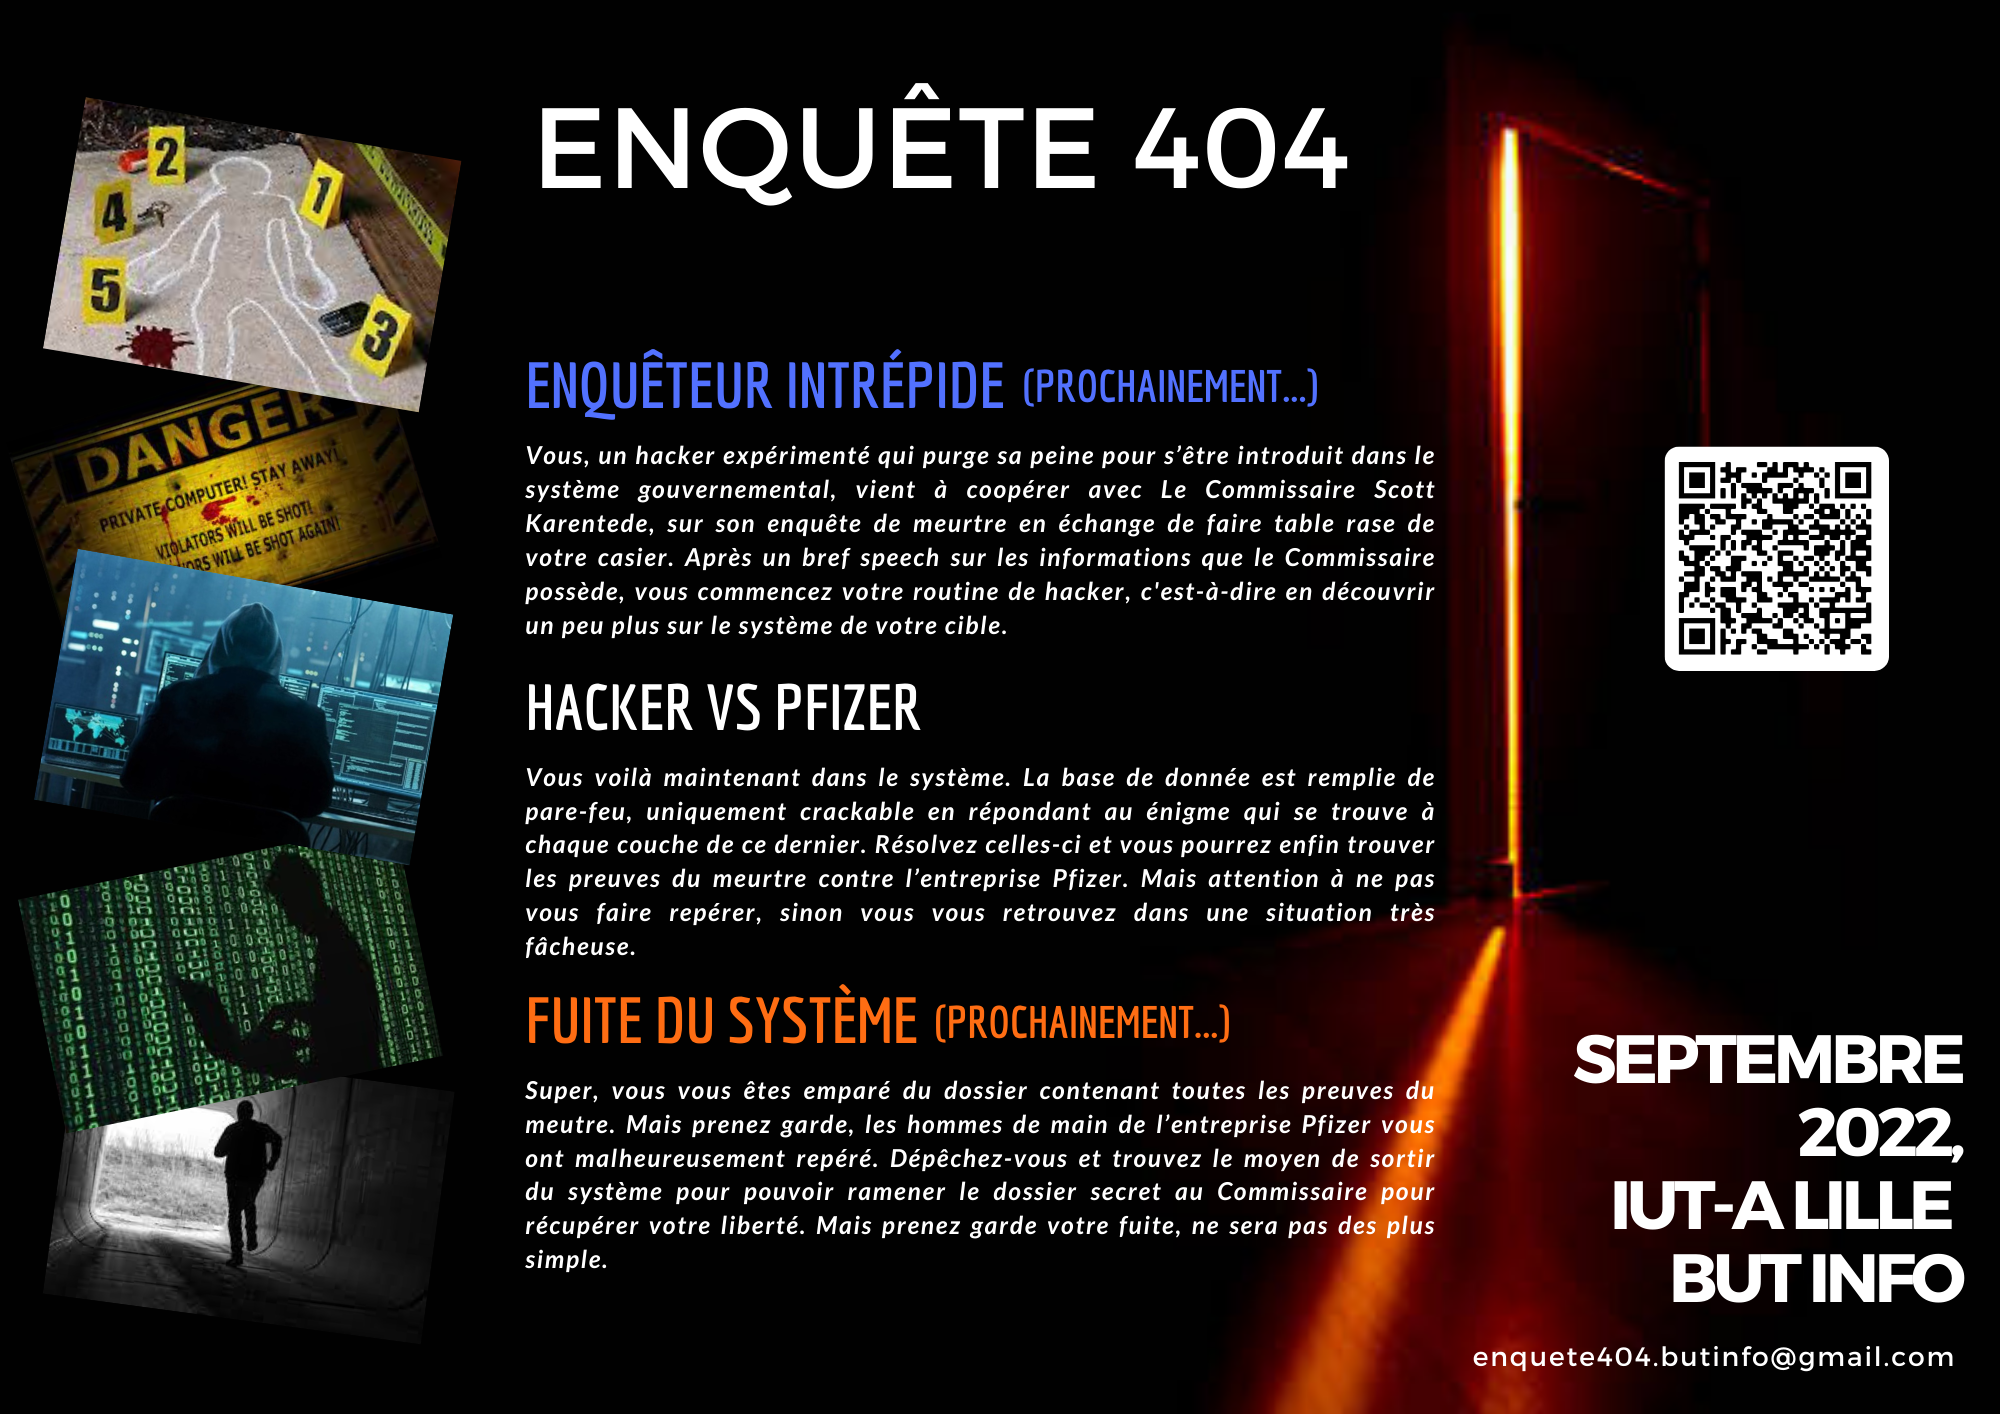 ENQUÊTE 404
2
1
4
5
3
DANGER
PRIVATE COMPUTER! STAY AWAY!
VIOLATORS WILL BE SHOT!
ORS WILL BE SHOT AGAIN!
ENQUÊTEUR INTRÉPIDE (PROCHAINEMENT...)
Vous, un hacker expérimenté qui purge sa peine pour s’être introduit dans le
système gouvernemental, vient à coopérer avec Le Commissaire Scott
Karentede, sur son enquête de meurtre en échange de faire table rase de
votre casier. Après un bref speech sur les informations que le Commissaire
possède, vous commencez votre routine de hacker, c'est-à-dire en découvrir
un peu plus sur le système de votre cible.
HACKER VS PFIZER
Vous voilà maintenant dans le système. La base de donnée est remplie de
pare-feu, uniquement crackable en répondant au énigme qui se trouve à
chaque couche de ce dernier. Résolvez celles-ci et vous pourrez enfin trouver
les preuves du meurtre contre l’entreprise Pfizer. Mais attention à ne pas
vous faire repérer, sinon vous vous retrouvez dans une situation très
fâcheuse.
FUITE DU SYSTÈME (PROCHAINEMENT...)
Super, vous vous êtes emparé du dossier contenant toutes les preuves du
meutre. Mais prenez garde, les hommes de main de l’entreprise Pfizer vous
ont malheureusement repéré. Dépêchez-vous et trouvez le moyen de sortir
du système pour pouvoir ramener le dossier secret au Commissaire pour
récupérer votre liberté. Mais prenez garde votre fuite, ne sera pas des plus
simple.
SEPTEMBRE
2022,
IUT-A LILLE
BUT INFO
enquete404.butinfo@gmail.com